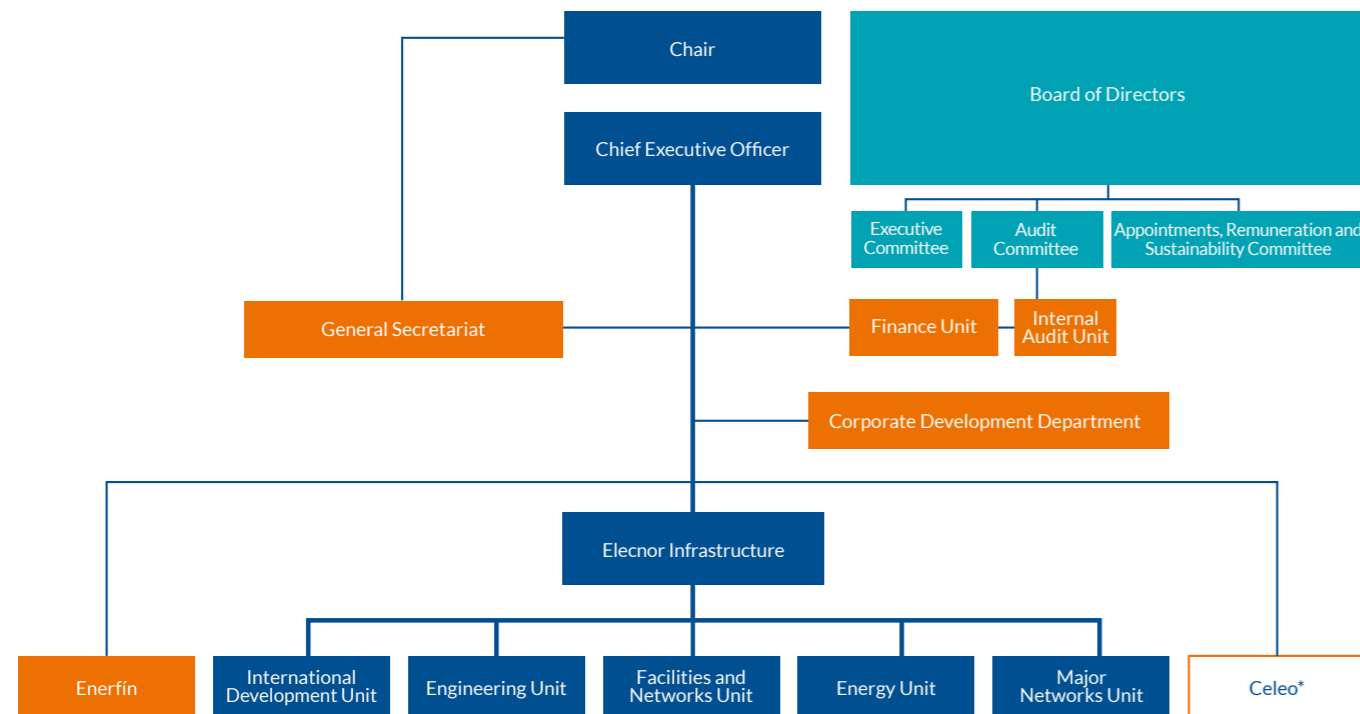 Chair
Board of Directors
Chief Executive Officer
Executive
Committee
Audit
Committee
Appointments, Remuneration and
Sustainability Committee
General Secretariat
Finance Unit
Internal
Audit Unit
Corporate Development Department
Elecnor Infrastructure
Enerfín
International
Development Unit
Engineering Unit
Facilities and
Networks Unit
Energy Unit
Major
Networks Unit
Celeo*